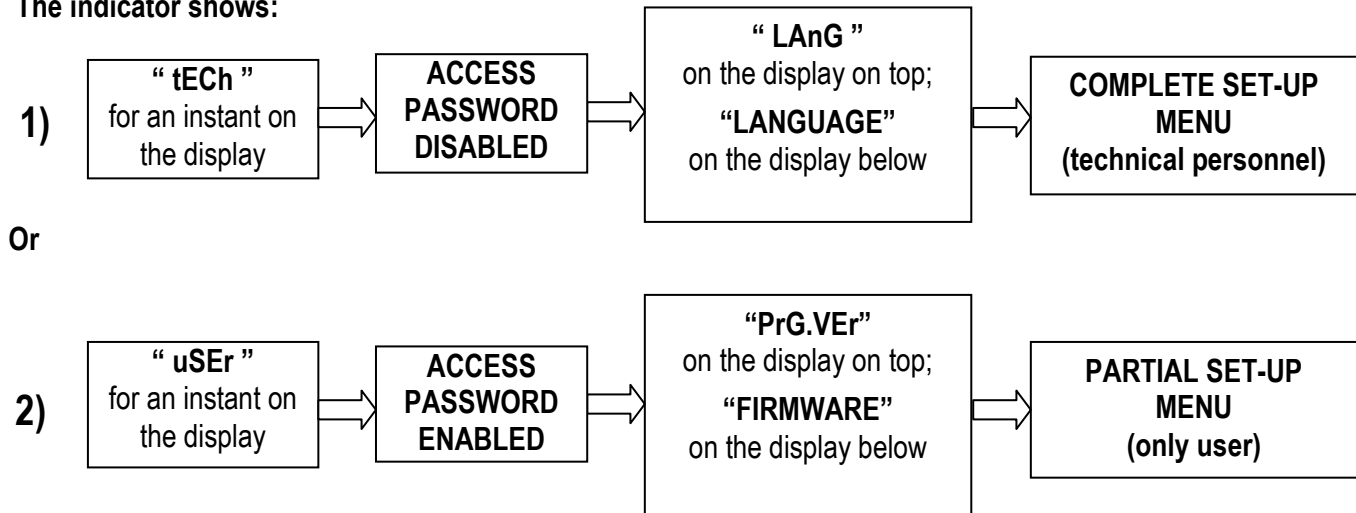 The indicator shows:
1)
“ tECh ”
for an instant on
the display
ACCESS
PASSWORD
DISABLED
“ LAnG ”
on the display on top;
“LANGUAGE”
on the display below
COMPLETE SET-UP
MENU
(technical personnel)
Or
2)
“ uSEr ”
for an instant on
the display
ACCESS
PASSWORD
ENABLED
“PrG.VEr”
on the display on top;
“FIRMWARE”
on the display below
PARTIAL SET-UP
MENU
(only user)